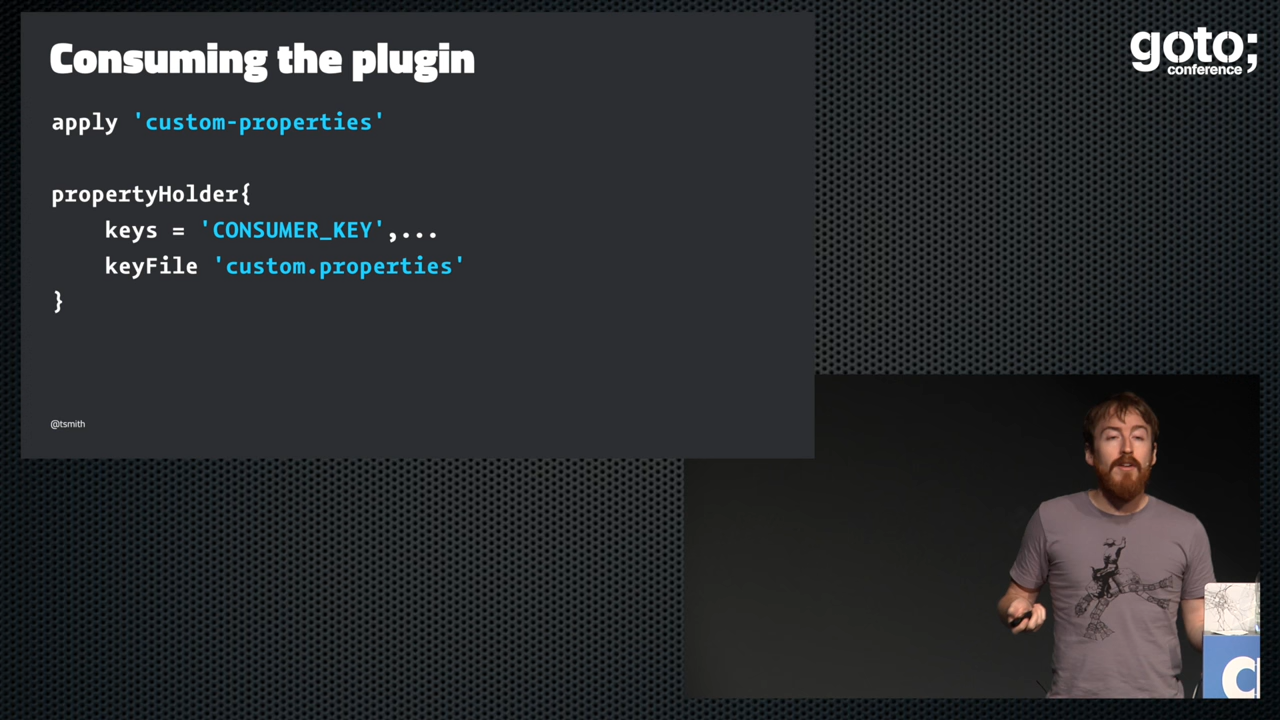 Consuming the plugin
apply 'custom-properties'
propertyHolder{
keys = 'CONSUMER_KEY',...
keyFile 'custom.properties'
}
@tsmith
goto;
conference
C